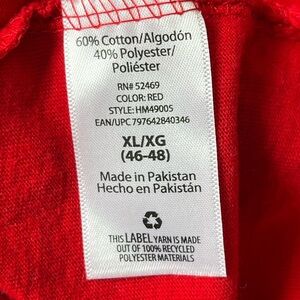 60% Cotton/Algodón
40% Polyester/
Poliéster
RN# 52469
COLOR: RED
STYLE: HM49005
EAN/UPC 797642840346
XL/XG
(46-48)
Made in Pakistan
Hecho en Pakistán
THIS LABEL YARN IS MADE
OUT OF 100% RECYCLED
POLYESTER MATERIALS